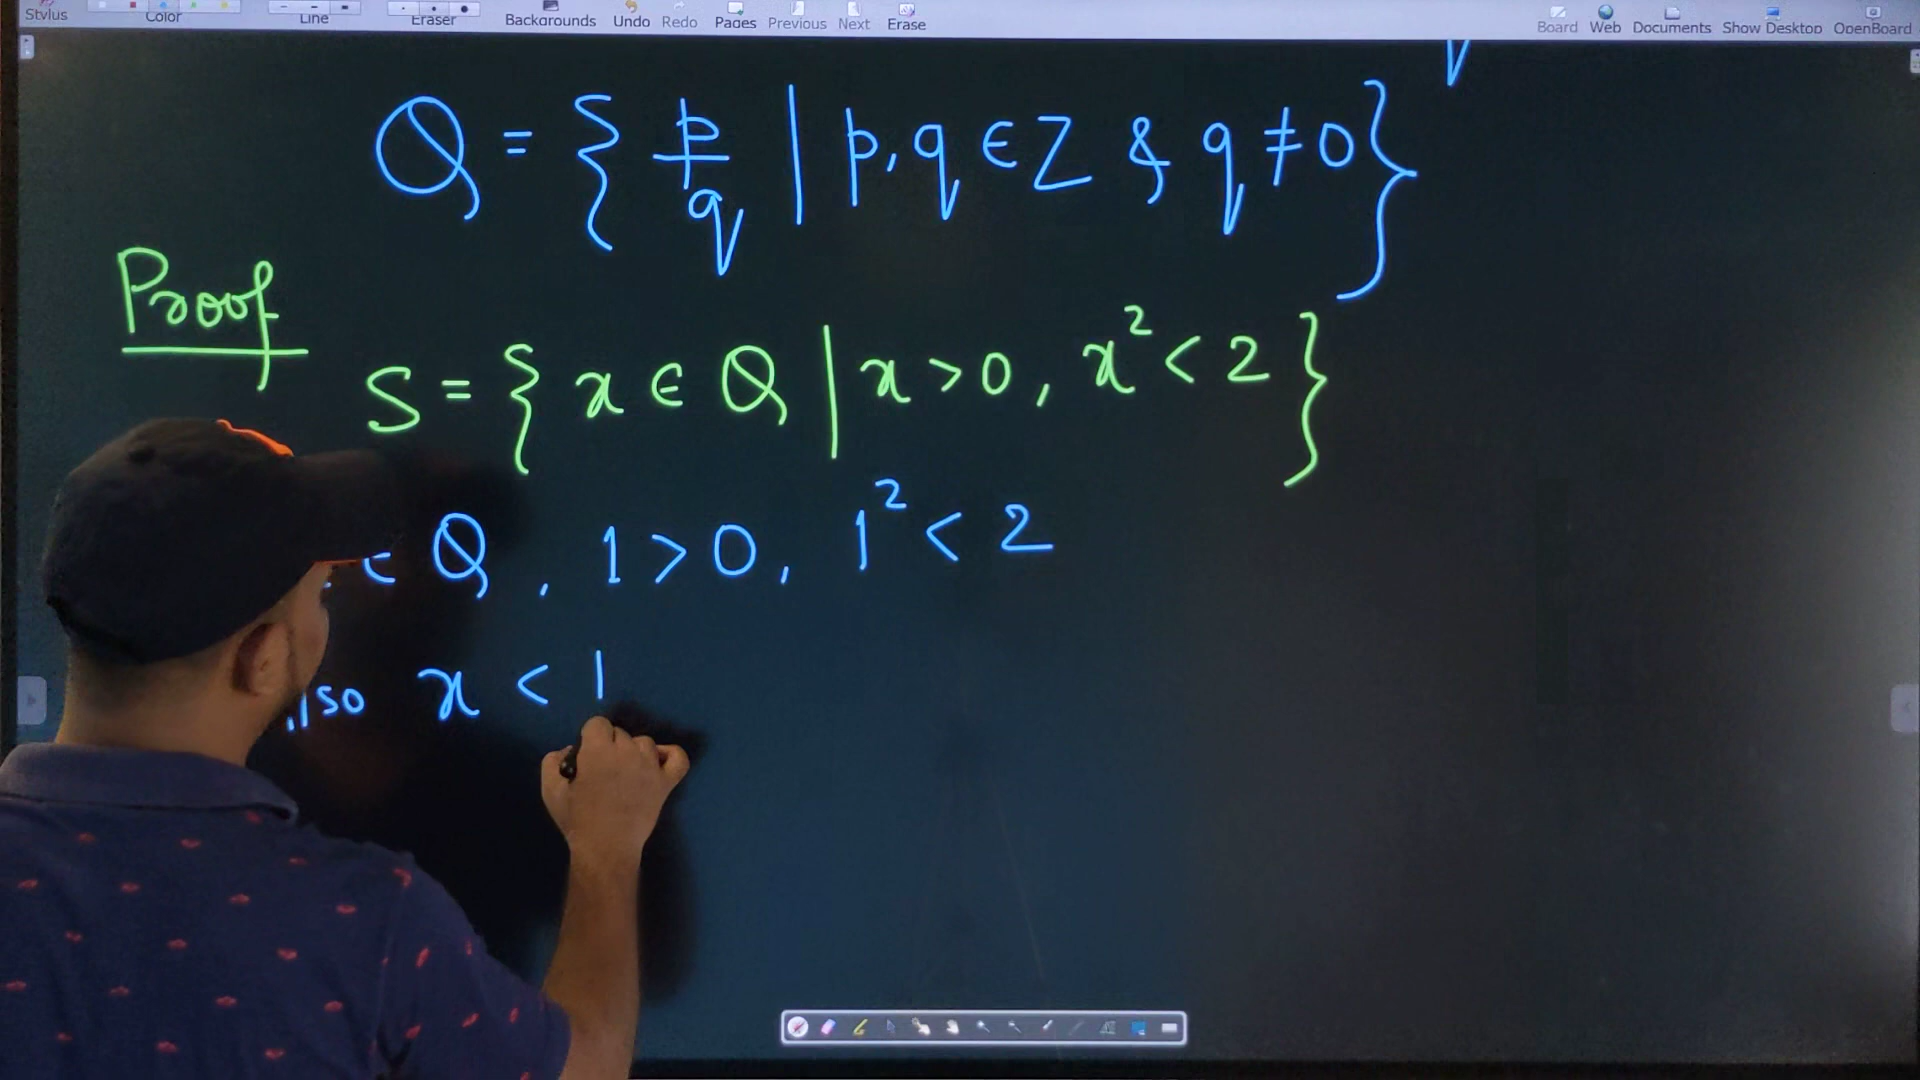 Stylus Color Line Eraser Backgrounds Undo Redo Pages Previous Next Erase Board Web Documents Show Desktop OpenBoard
Q = { p/q | p, q ∈ Z & q ≠ 0 }
Proof
S = { x ∈ Q | x > 0, x² < 2 }
∈ Q, 1 > 0, 1² < 2
x < 1